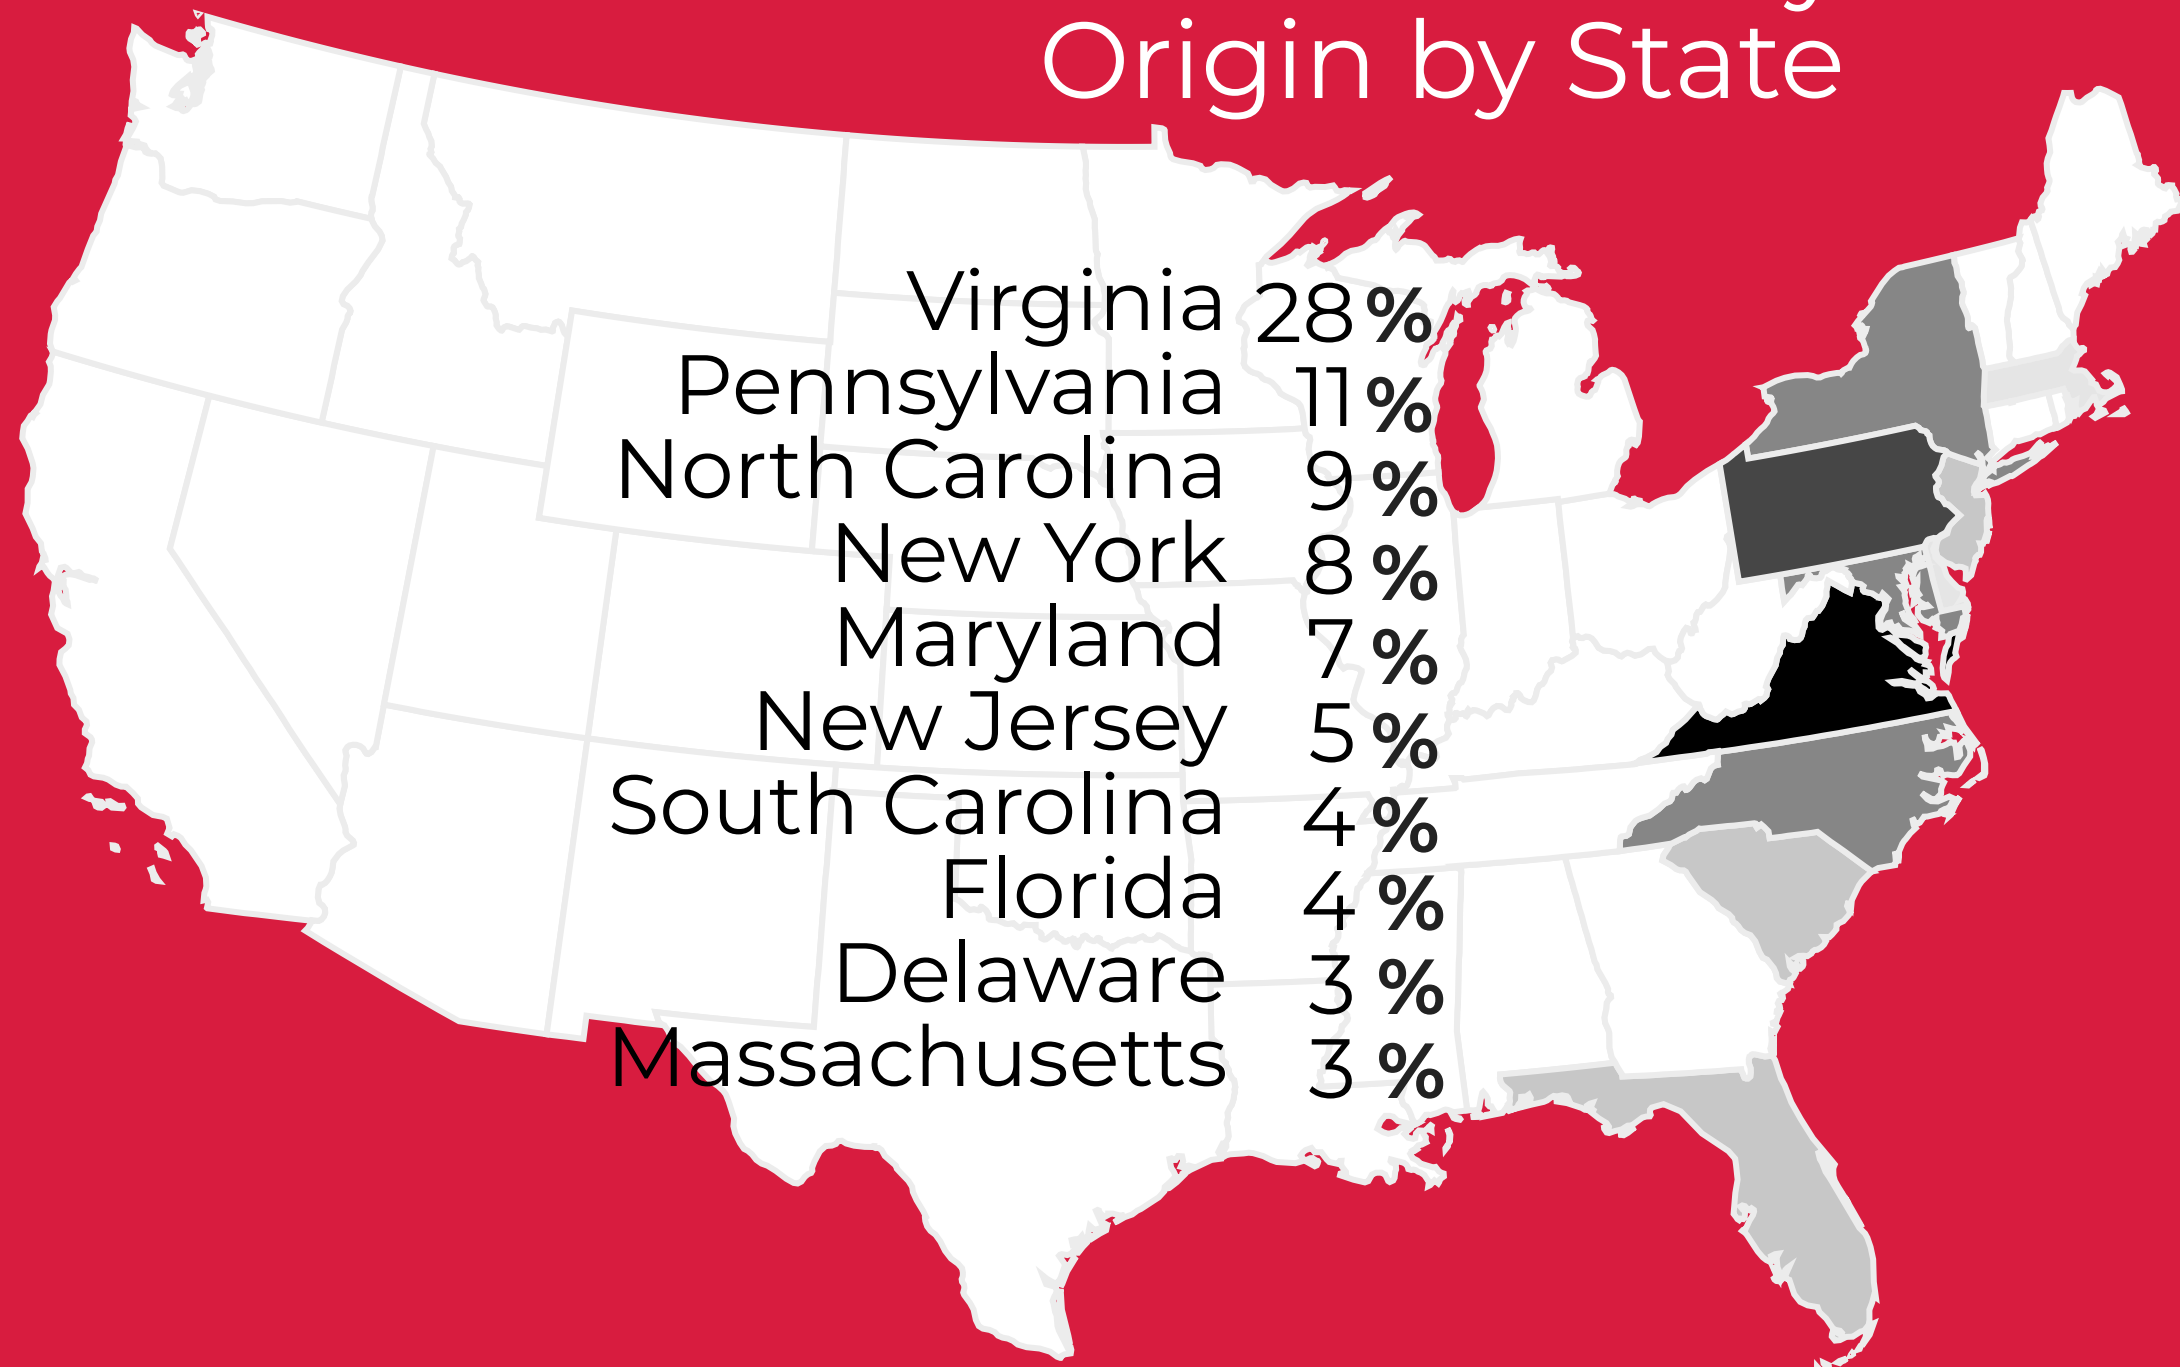 Origin by State
Virginia 28 %
Pennsylvania 11 %
North Carolina 9 %
New York 8 %
Maryland 7 %
New Jersey 5 %
South Carolina 4 %
Florida 4 %
Delaware 3 %
Massachusetts 3 %